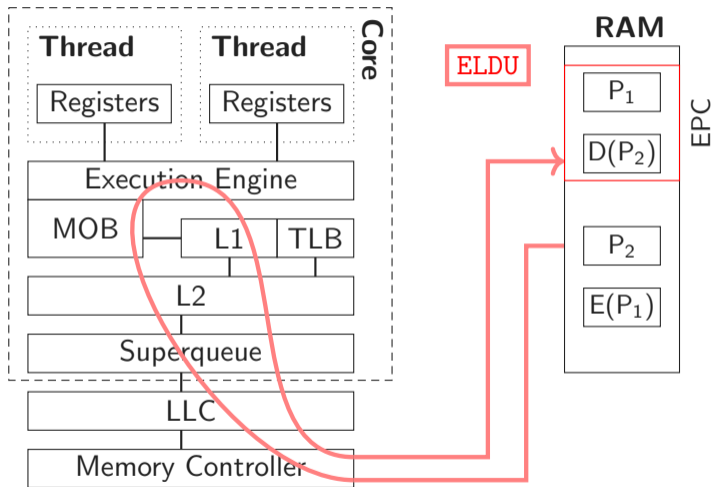 Thread Thread
Core
Registers Registers
Execution Engine
MOB
L1 TLB
L2
Superqueue
LLC
Memory Controller
ELDU
RAM
EPC
P₁
D(P₂)
P₂
E(P₁)